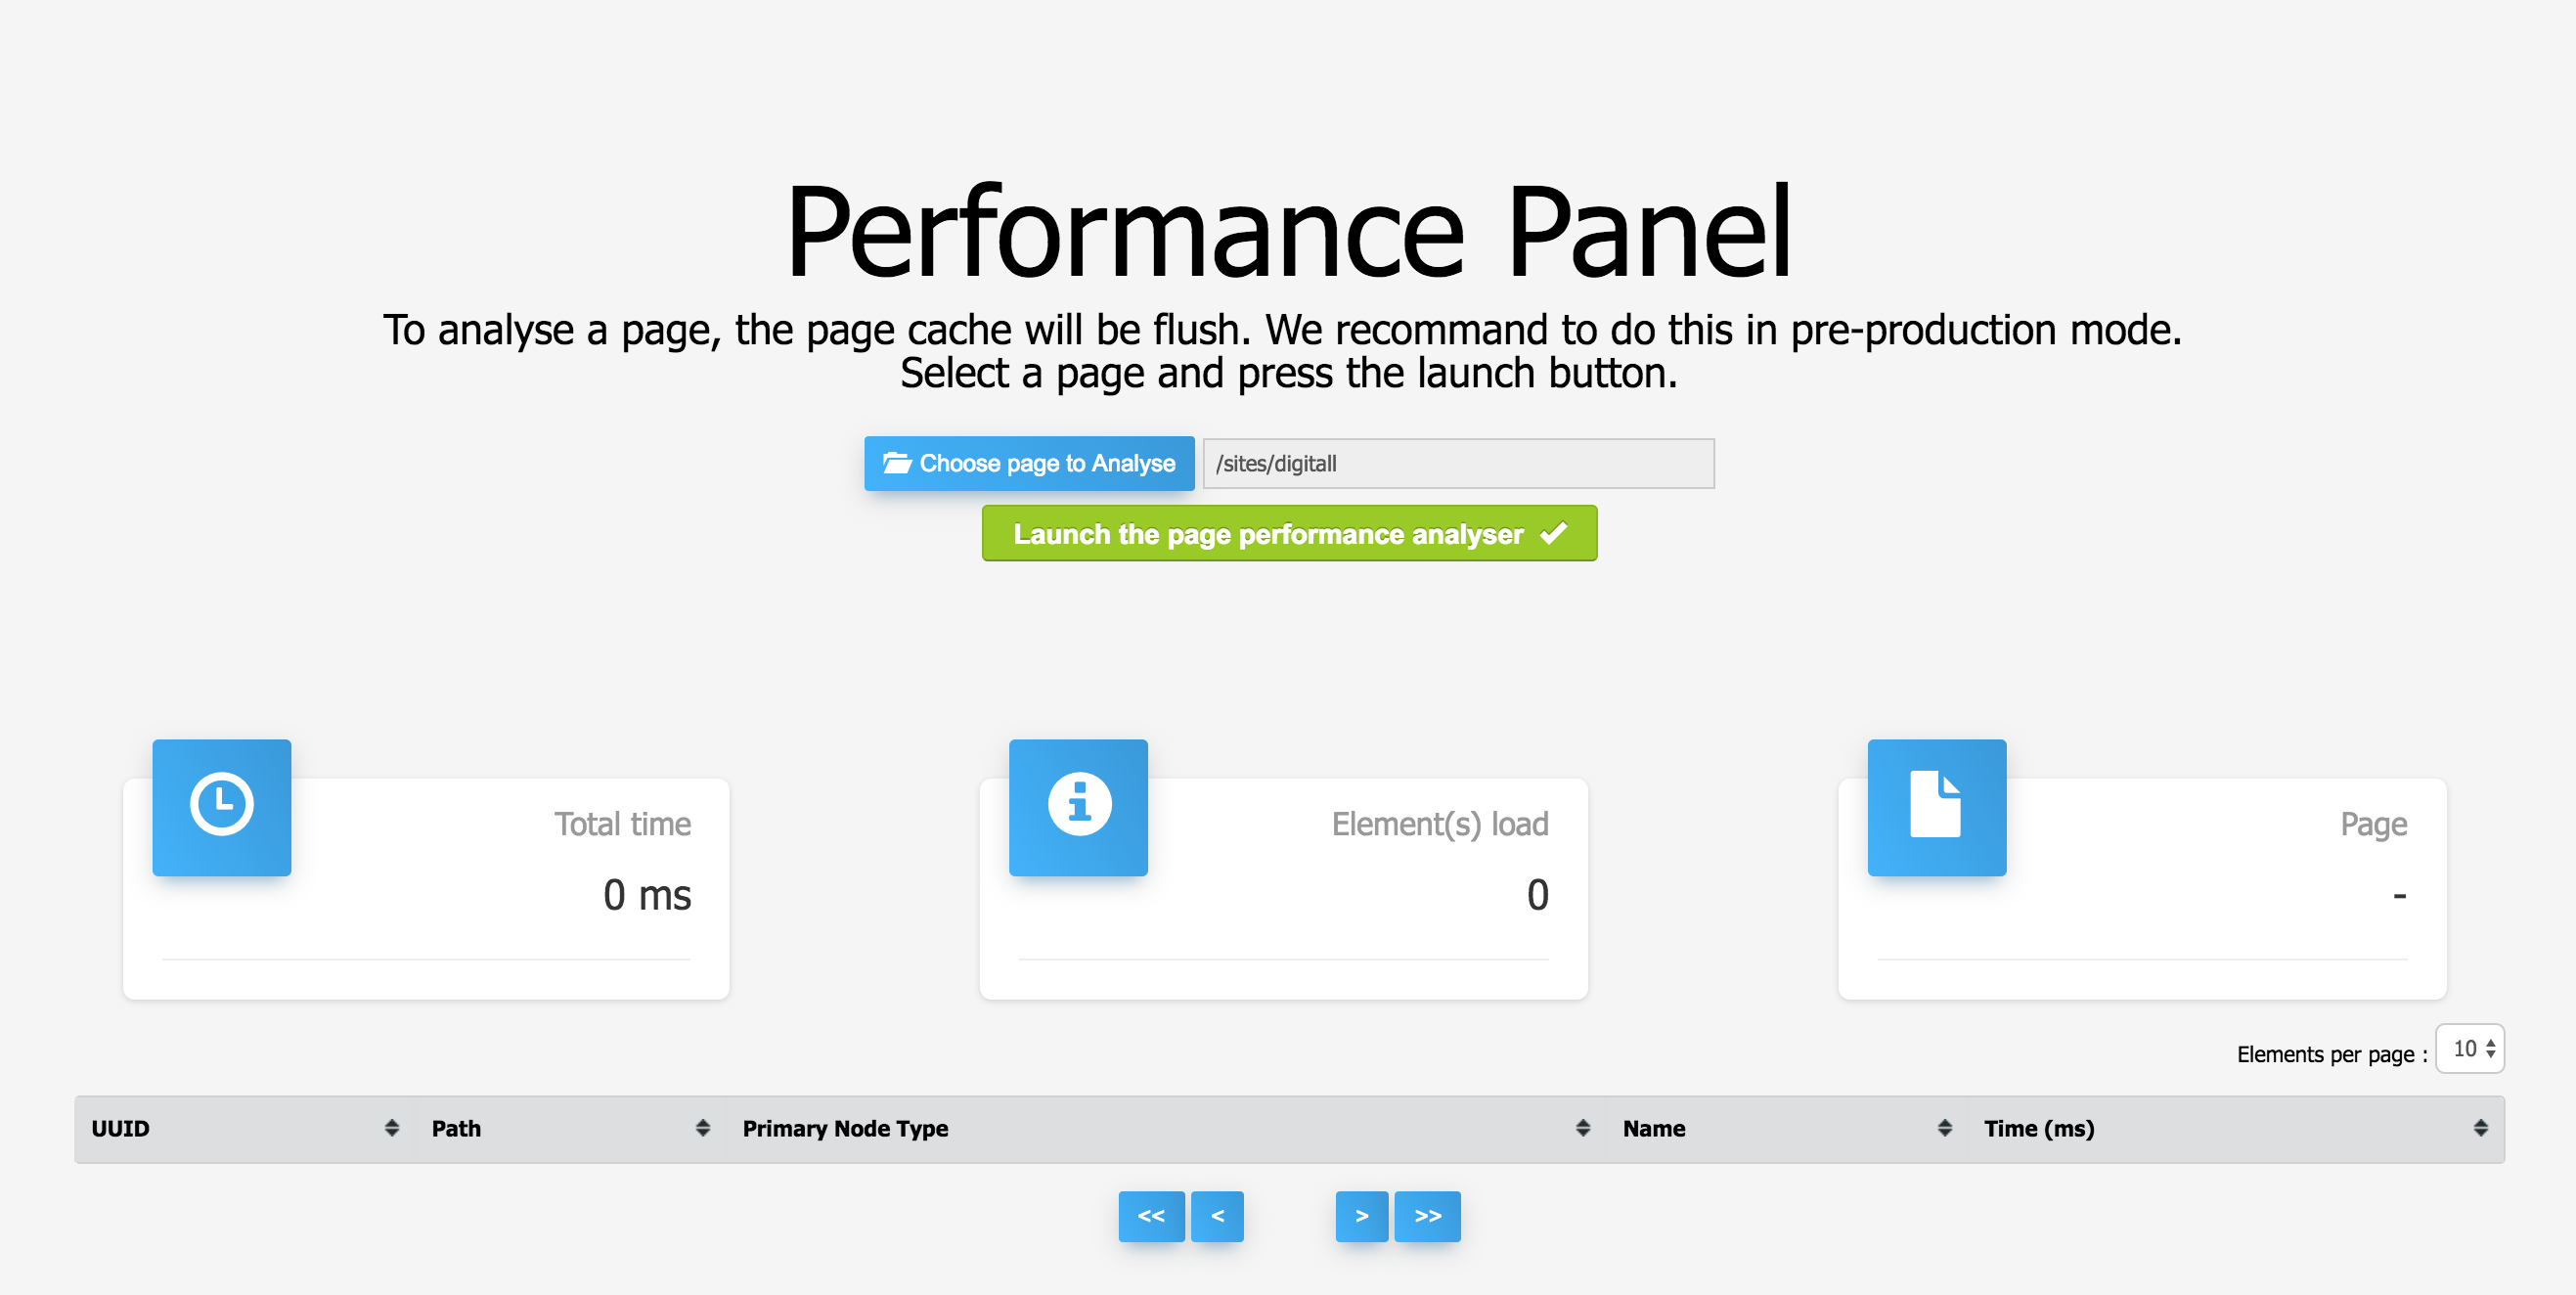 Performance Panel
To analyse a page, the page cache will be flush. We recommand to do this in pre-production mode.
Select a page and press the launch button.
Choose page to Analyse /sites/digitall
Launch the page performance analyser
Total time
0 ms
Element(s) load
0
Page
-
Elements per page : 10
UUID Path Primary Node Type Name Time (ms)
<< < > >>